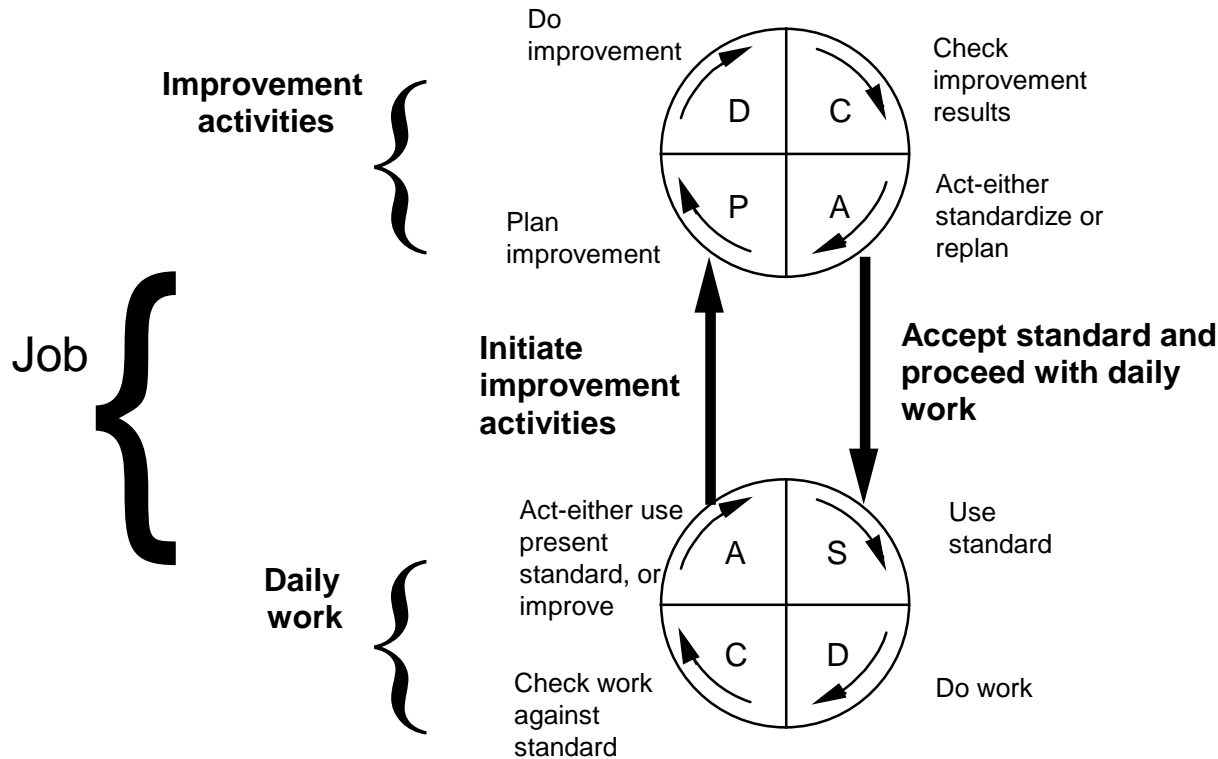 Do
improvement
Check
improvement
results
Improvement
activities
D
C
P
A
Act-either
standardize or
replan
Plan
improvement
Job
Initiate
improvement
activities
Accept standard and
proceed with daily
work
Act-either use
present
standard, or
improve
A
S
Use
standard
Daily
work
C
D
Check work
against
standard
Do work